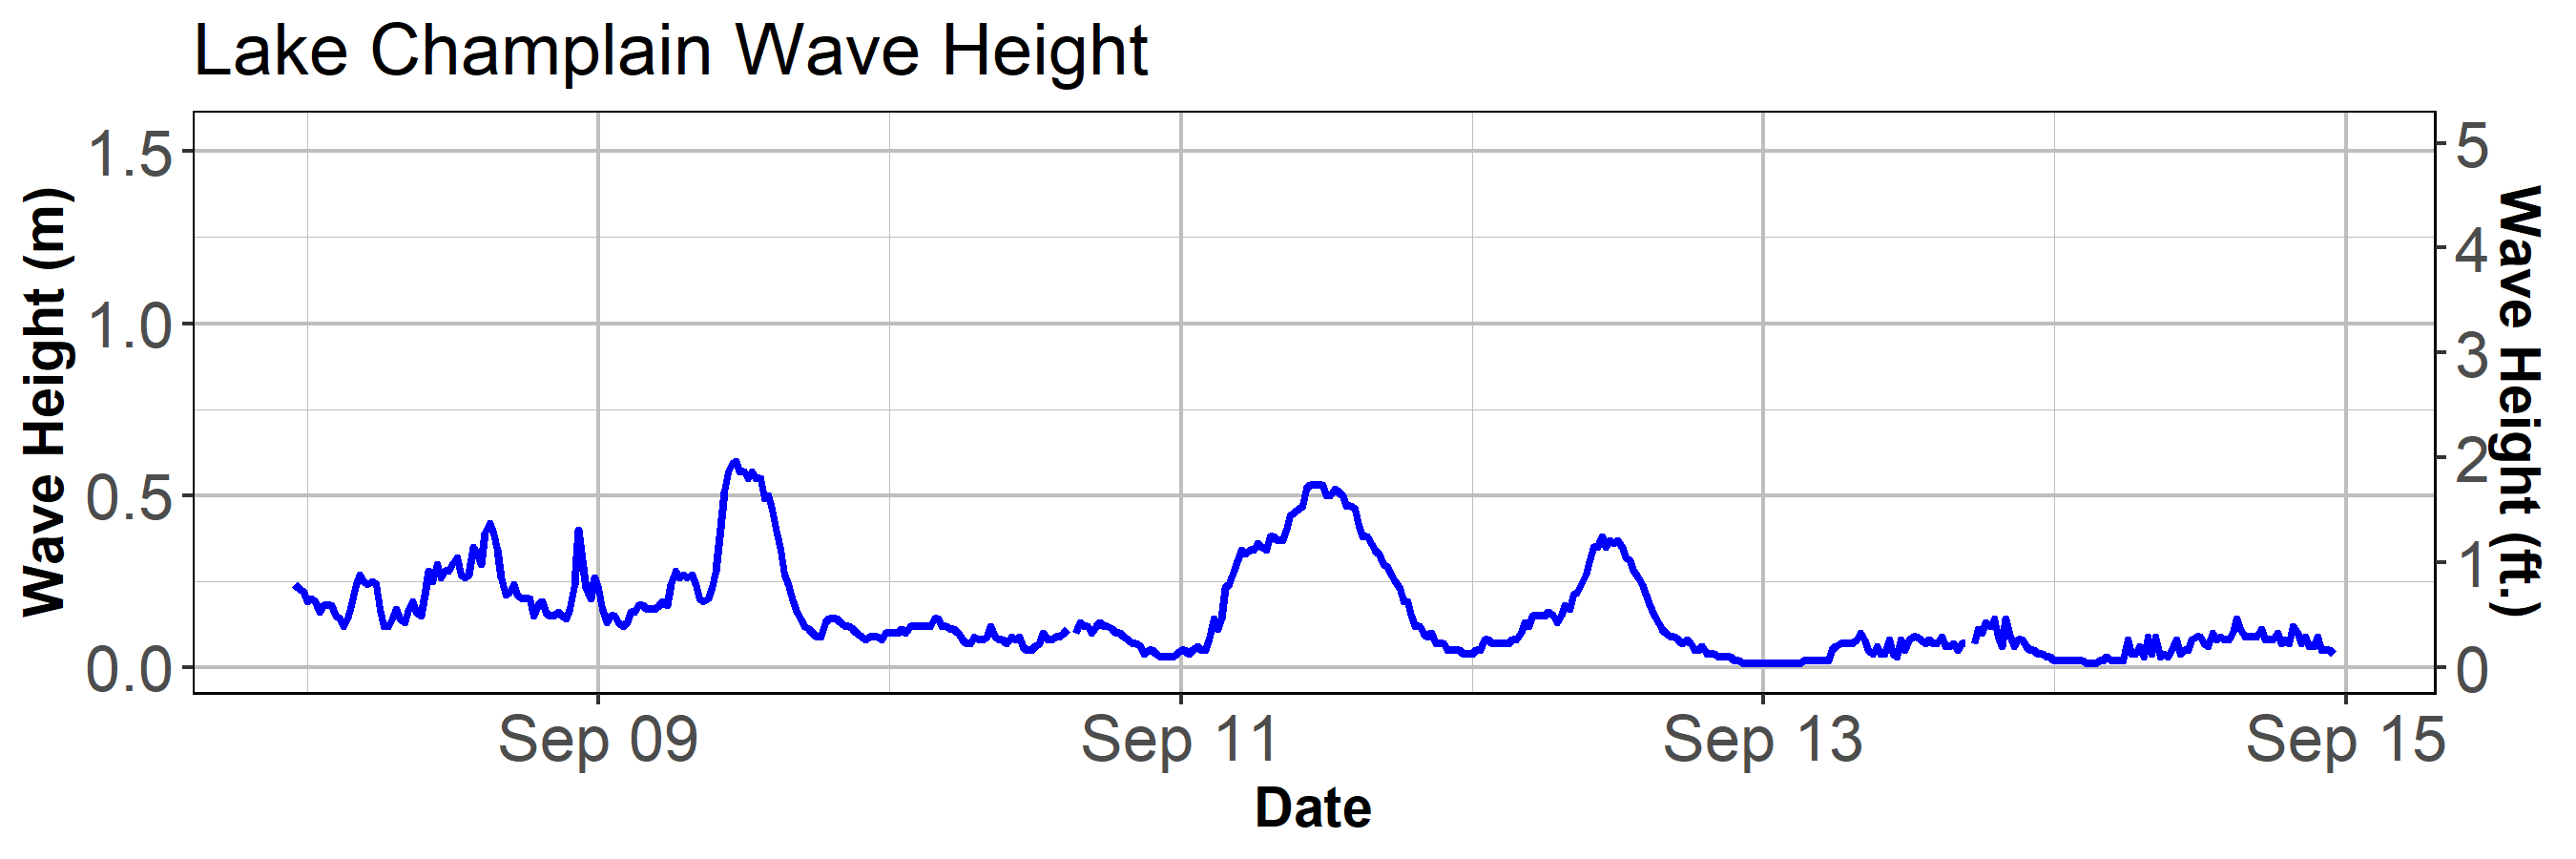 Lake Champlain Wave Height
Wave Height (m)
1.5
1.0
0.5
0.0
5
4
3
2
1
0
Wave Height (ft.)
Sep 09
Sep 11
Sep 13
Sep 15
Date